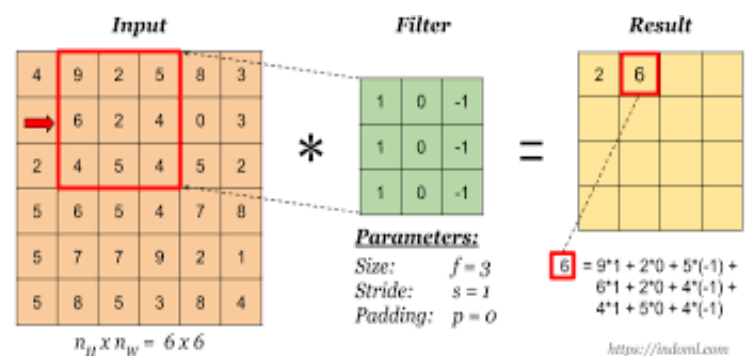 Input Filter Result
4 9 2 5 8 3
6 2 4 0 3
2 4 5 4 5 2
5 6 5 4 7 8
5 7 7 9 2 1
5 8 5 3 8 4
n_H x n_W = 6 x 6
*
1 0 -1
1 0 -1
1 0 -1
Parameters:
Size: f = 3
Stride: s = 1
Padding: p = 0
=
2 6
6 = 9*1 + 2*0 + 5*(-1) +
6*1 + 2*0 + 4*(-1) +
4*1 + 5*0 + 4*(-1)
https://indoml.com